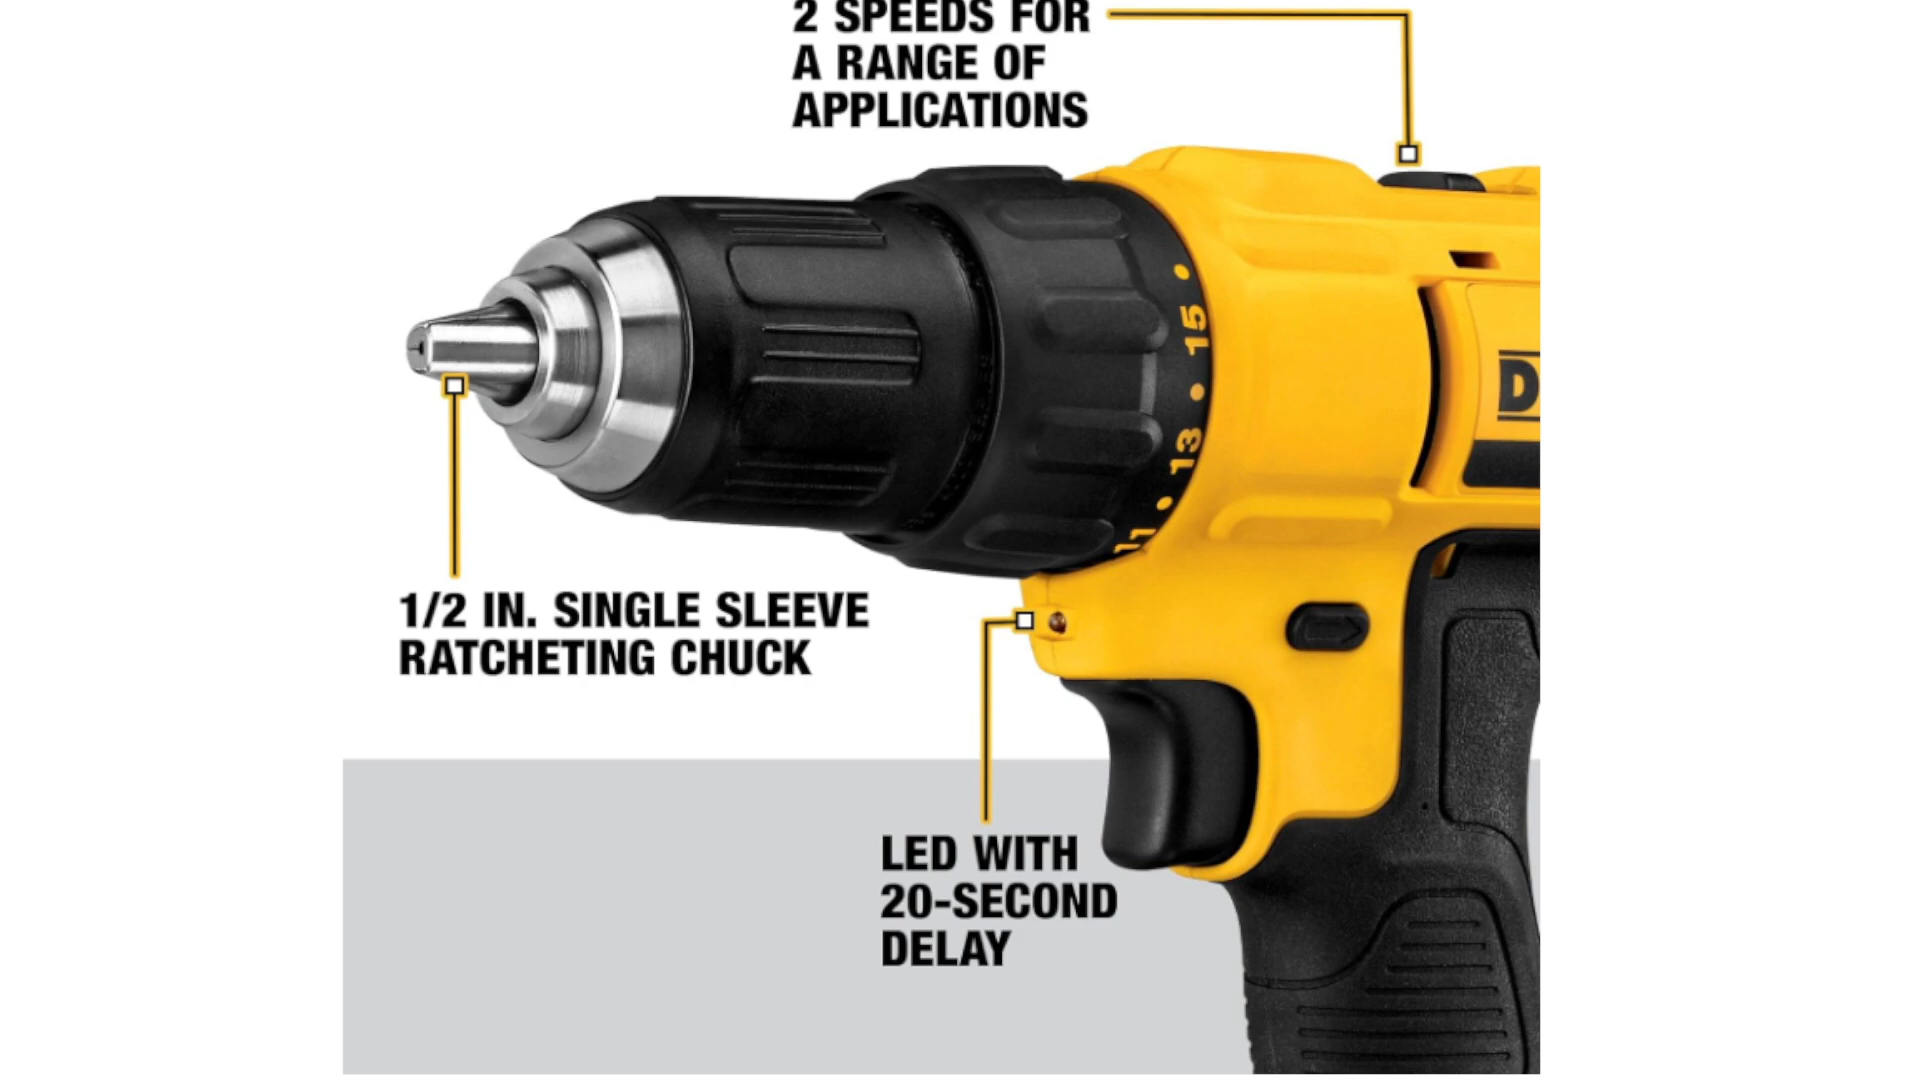 2 SPEEDS FOR
A RANGE OF
APPLICATIONS
15
13
11
D
1/2 IN. SINGLE SLEEVE
RATCHETING CHUCK
LED WITH
20-SECOND
DELAY